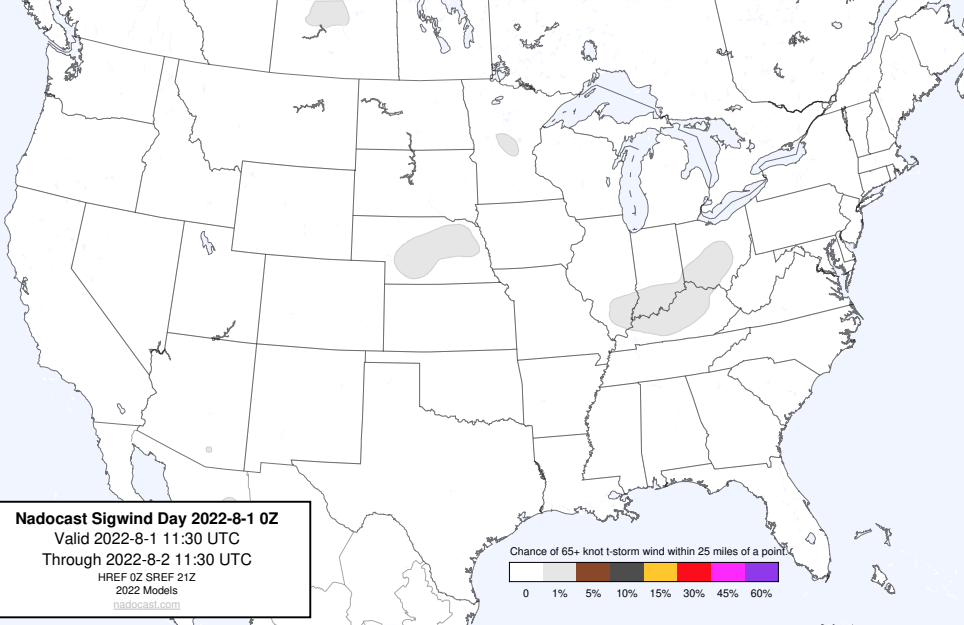 Nadocast Sigwind Day 2022-8-1 0Z
Valid 2022-8-1 11:30 UTC
Through 2022-8-2 11:30 UTC
HREF 0Z SREF 21Z
2022 Models
nadocast.com
Chance of 65+ knot t-storm wind within 25 miles of a point.
0 1% 5% 10% 15% 30% 45% 60%